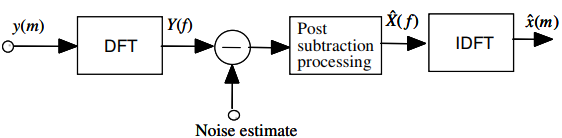 y(m)
DFT
Y(f)
−
Post
subtraction
processing
X̂(f)
IDFT
x̂(m)
Noise estimate